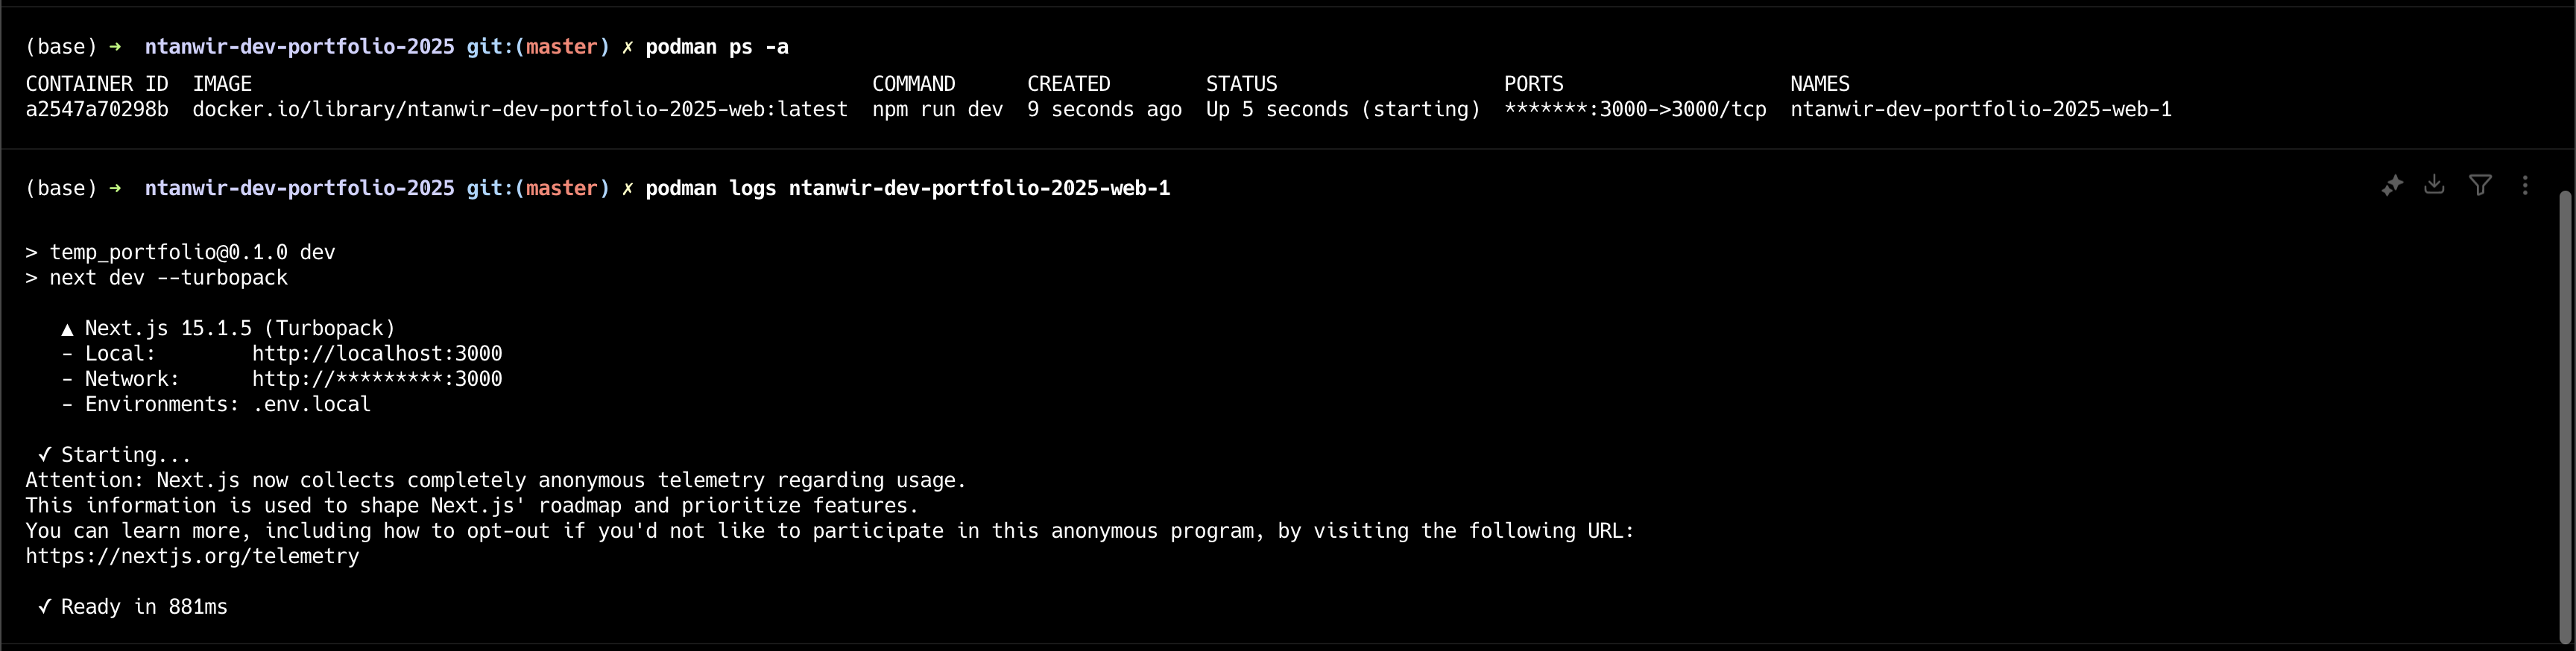 (base) ➜  ntanwir-dev-portfolio-2025 git:(master) ✗ podman ps -a
CONTAINER ID  IMAGE                                                    COMMAND      CREATED        STATUS                   PORTS                   NAMES
a2547a70298b  docker.io/library/ntanwir-dev-portfolio-2025-web:latest  npm run dev  9 seconds ago  Up 5 seconds (starting)  *******:3000->3000/tcp  ntanwir-dev-portfolio-2025-web-1
(base) ➜  ntanwir-dev-portfolio-2025 git:(master) ✗ podman logs ntanwir-dev-portfolio-2025-web-1
> temp_portfolio@0.1.0 dev
> next dev --turbopack
▲ Next.js 15.1.5 (Turbopack)
- Local:        http://localhost:3000
- Network:      http://*********:3000
- Environments: .env.local
✓ Starting...
Attention: Next.js now collects completely anonymous telemetry regarding usage.
This information is used to shape Next.js' roadmap and prioritize features.
You can learn more, including how to opt-out if you'd not like to participate in this anonymous program, by visiting the following URL:
https://nextjs.org/telemetry
✓ Ready in 881ms